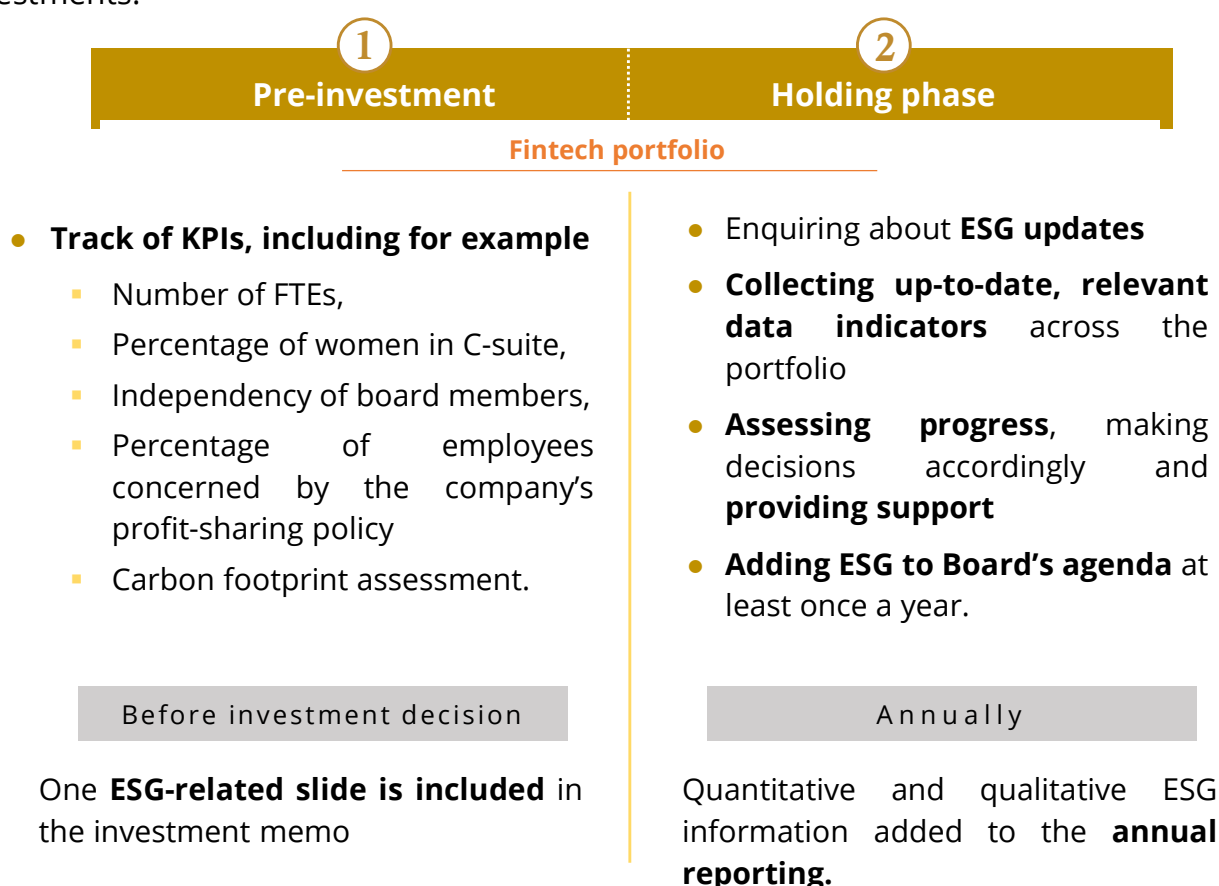 estments.
1
2
Pre-investment
Holding phase
Fintech portfolio
● Track of KPIs, including for example
▪ Number of FTEs,
▪ Percentage of women in C-suite,
▪ Independency of board members,
▪ Percentage of employees
concerned by the company’s
profit-sharing policy
▪ Carbon footprint assessment.
Before investment decision
One ESG-related slide is included in
the investment memo
● Enquiring about ESG updates
● Collecting up-to-date, relevant
data indicators across the
portfolio
● Assessing progress, making
decisions accordingly and
providing support
● Adding ESG to Board’s agenda at
least once a year.
Annually
Quantitative and qualitative ESG
information added to the annual
reporting.